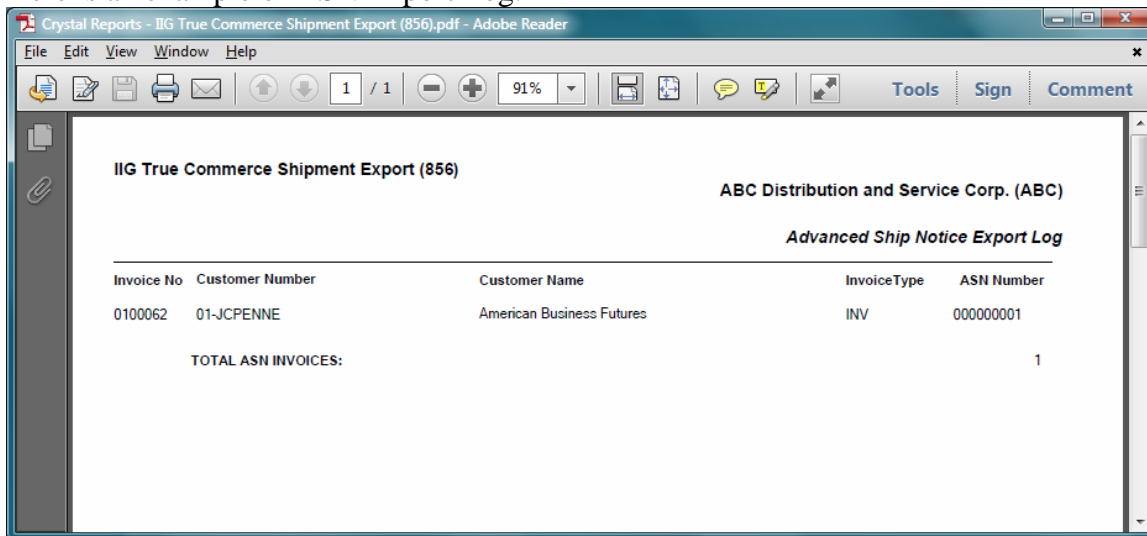 Crystal Reports - IIG True Commerce Shipment Export (856).pdf - Adobe Reader
File Edit View Window Help
1 / 1 91% Tools Sign Comment
IIG True Commerce Shipment Export (856)
ABC Distribution and Service Corp. (ABC)
Advanced Ship Notice Export Log
Invoice No Customer Number Customer Name InvoiceType ASN Number
0100062 01-JCPENNE American Business Futures INV 000000001
TOTAL ASN INVOICES: 1